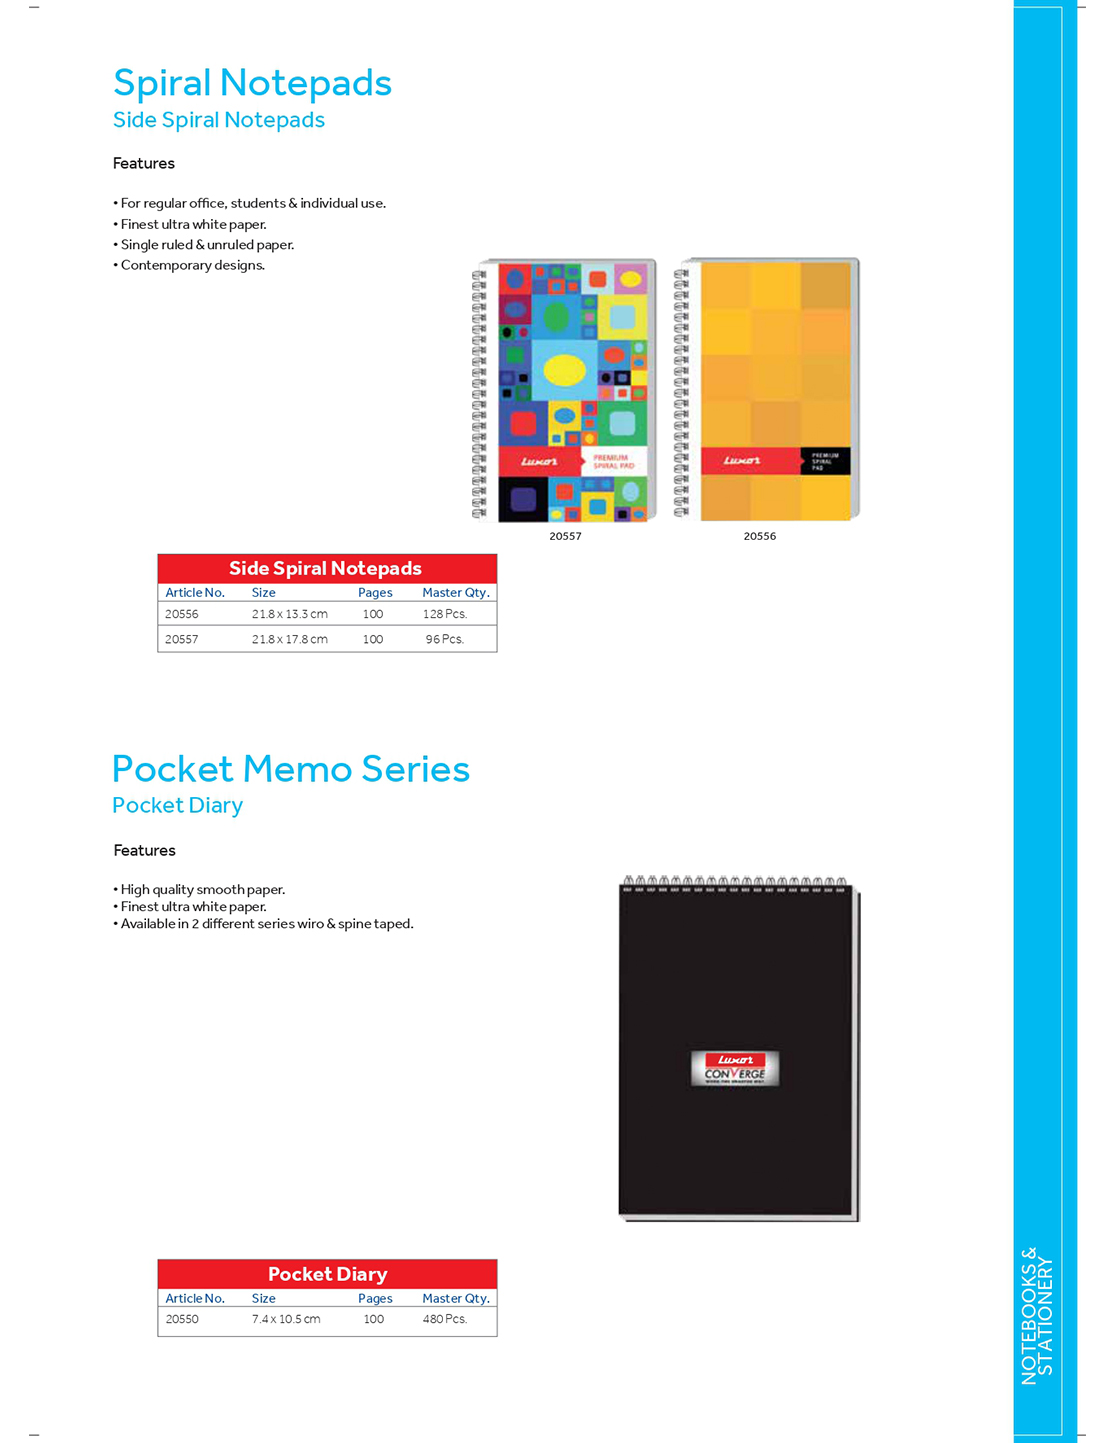 Spiral Notepads
Side Spiral Notepads
Features
• For regular office, students & individual use.
• Finest ultra white paper.
• Single ruled & unruled paper.
• Contemporary designs.
Luxor
PREMIUM
SPIRAL PAD
Luxor
PREMIUM
SPIRAL
PAD
20557
20556
Side Spiral Notepads
Article No. Size Pages Master Qty.
20556 21.8 x 13.3 cm 100 128 Pcs.
20557 21.8 x 17.8 cm 100 96 Pcs.
Pocket Memo Series
Pocket Diary
Features
• High quality smooth paper.
• Finest ultra white paper.
• Available in 2 different series wiro & spine taped.
Luxor
CONVERGE
Pocket Diary
Article No. Size Pages Master Qty.
20550 7.4 x 10.5 cm 100 480 Pcs.
NOTEBOOKS &
STATIONERY